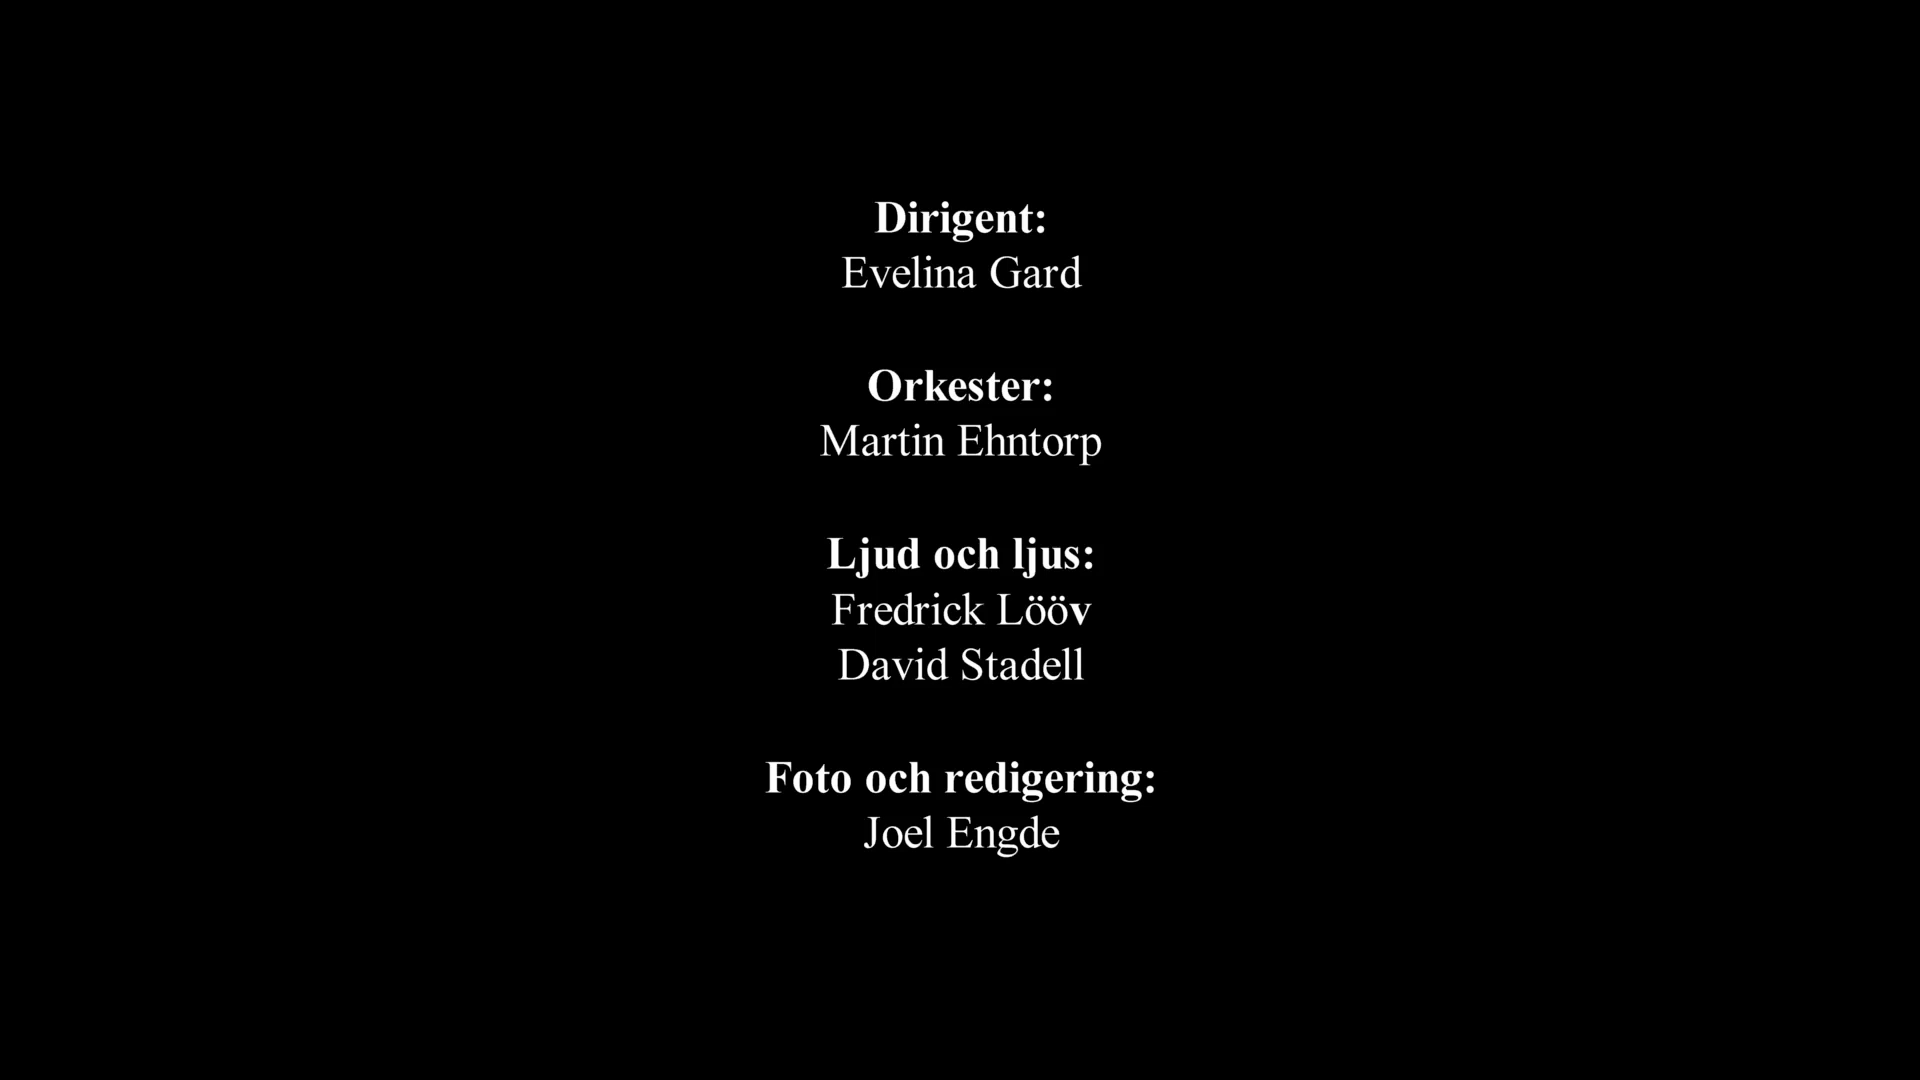 Dirigent:
Evelina Gard
Orkester:
Martin Ehntorp
Ljud och ljus:
Fredrick Lööv
David Stadell
Foto och redigering:
Joel Engde